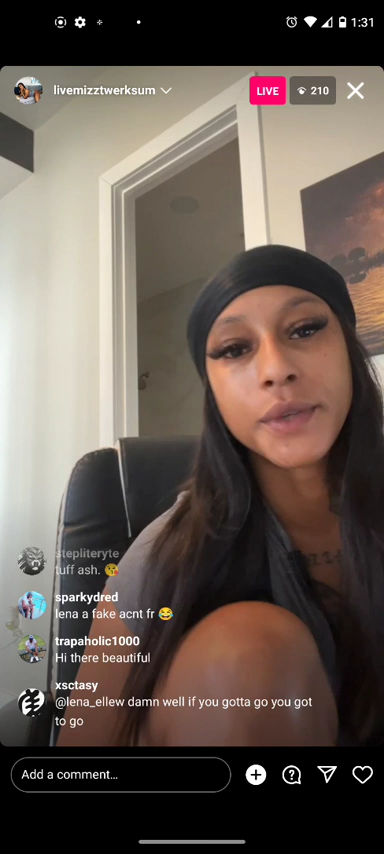 1:31
livemizztwerksum
LIVE
210
stepliteryte
tuff ash. 😘
sparkydred
lena a fake acnt fr 😂
trapaholic1000
Hi there beautiful
xsctasy
@lena_ellew damn well if you gotta go you got
to go
Add a comment...